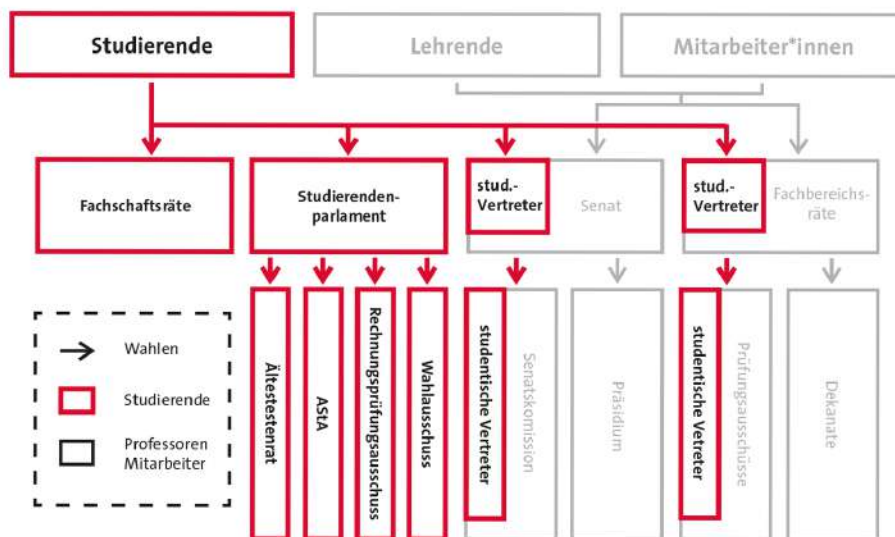 Studierende
Lehrende
Mitarbeiter*innen
Fachschaftsräte
Studierenden-
parlament
stud.-
Vertreter
Senat
stud.-
Vertreter
Fachbereichs-
räte
Wahlen
Studierende
Professoren
Mitarbeiter
Ältestestenrat
AStA
Rechnungsprüfungsausschuss
Wahlausschuss
studentische Vertreter
Senatskomission
Präsidium
studentische Vetreter
Prüfungsausschüsse
Dekanate